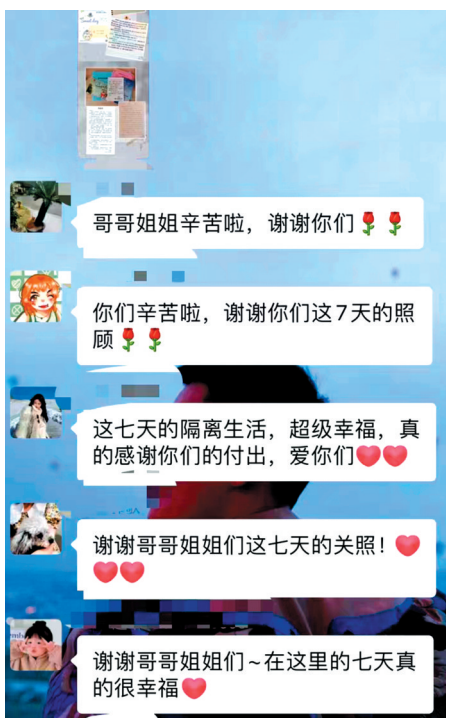 哥哥姐姐辛苦啦，谢谢你们🌹🌹
你们辛苦啦，谢谢你们这7天的照
顾🌹🌹
这七天的隔离生活，超级幸福，真
的感谢你们的付出，爱你们❤️❤️
谢谢哥哥姐姐们这七天的关照！❤️
❤️❤️
谢谢哥哥姐姐们~在这里的七天真
的很幸福❤️